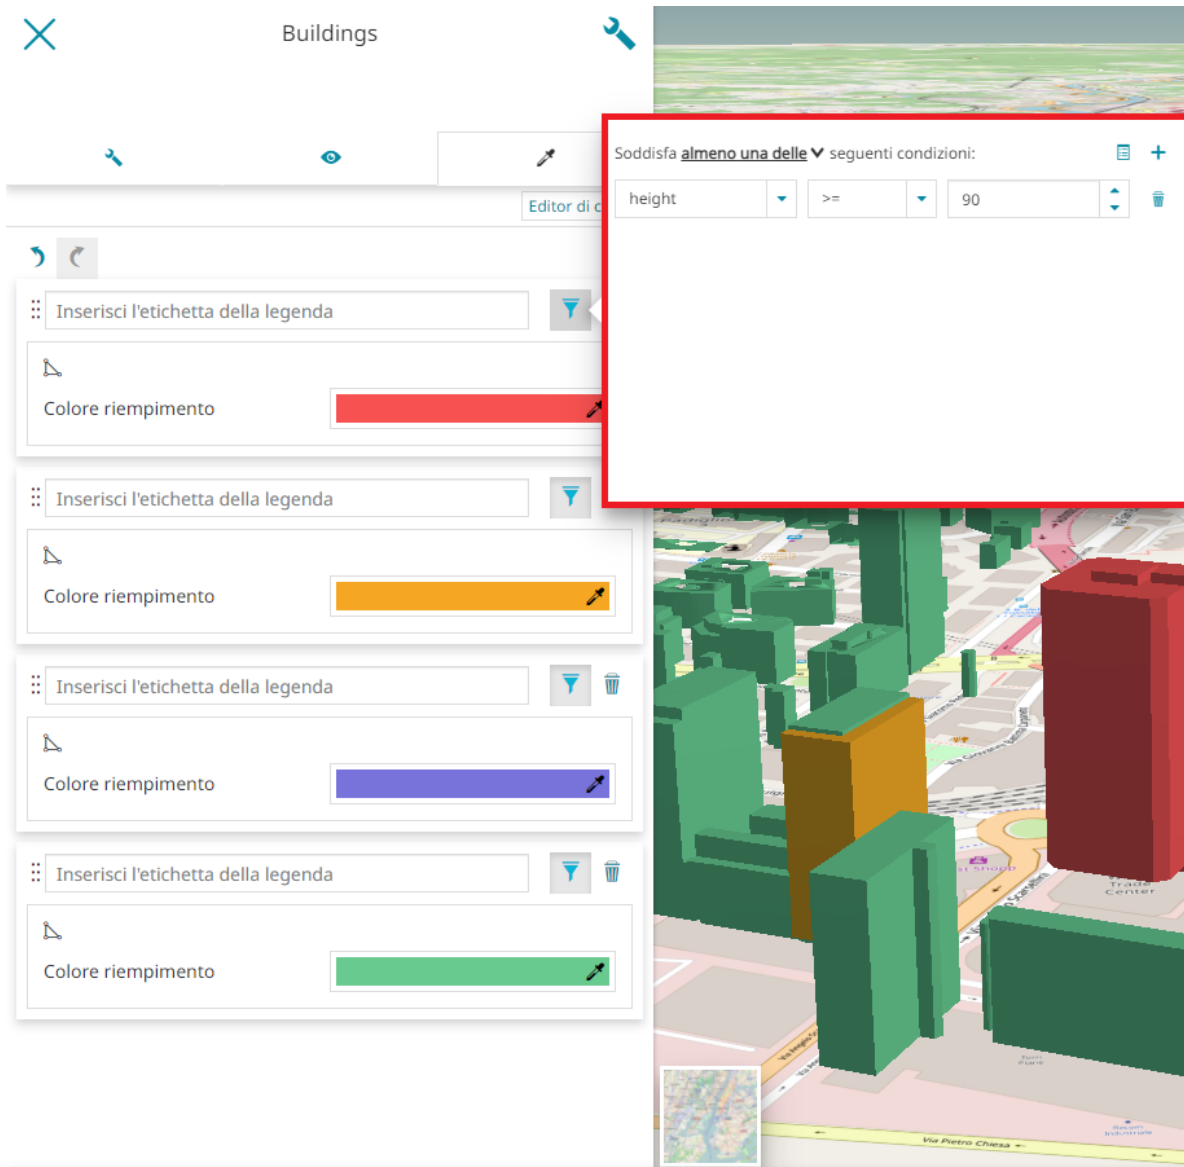 Buildings
Soddisfa almeno una delle seguenti condizioni:
height >= 90
Editor di c
Inserisci l'etichetta della legenda
Colore riempimento
Inserisci l'etichetta della legenda
Colore riempimento
Inserisci l'etichetta della legenda
Colore riempimento
Inserisci l'etichetta della legenda
Colore riempimento
Trade
Center
Via Pietro Chiesa